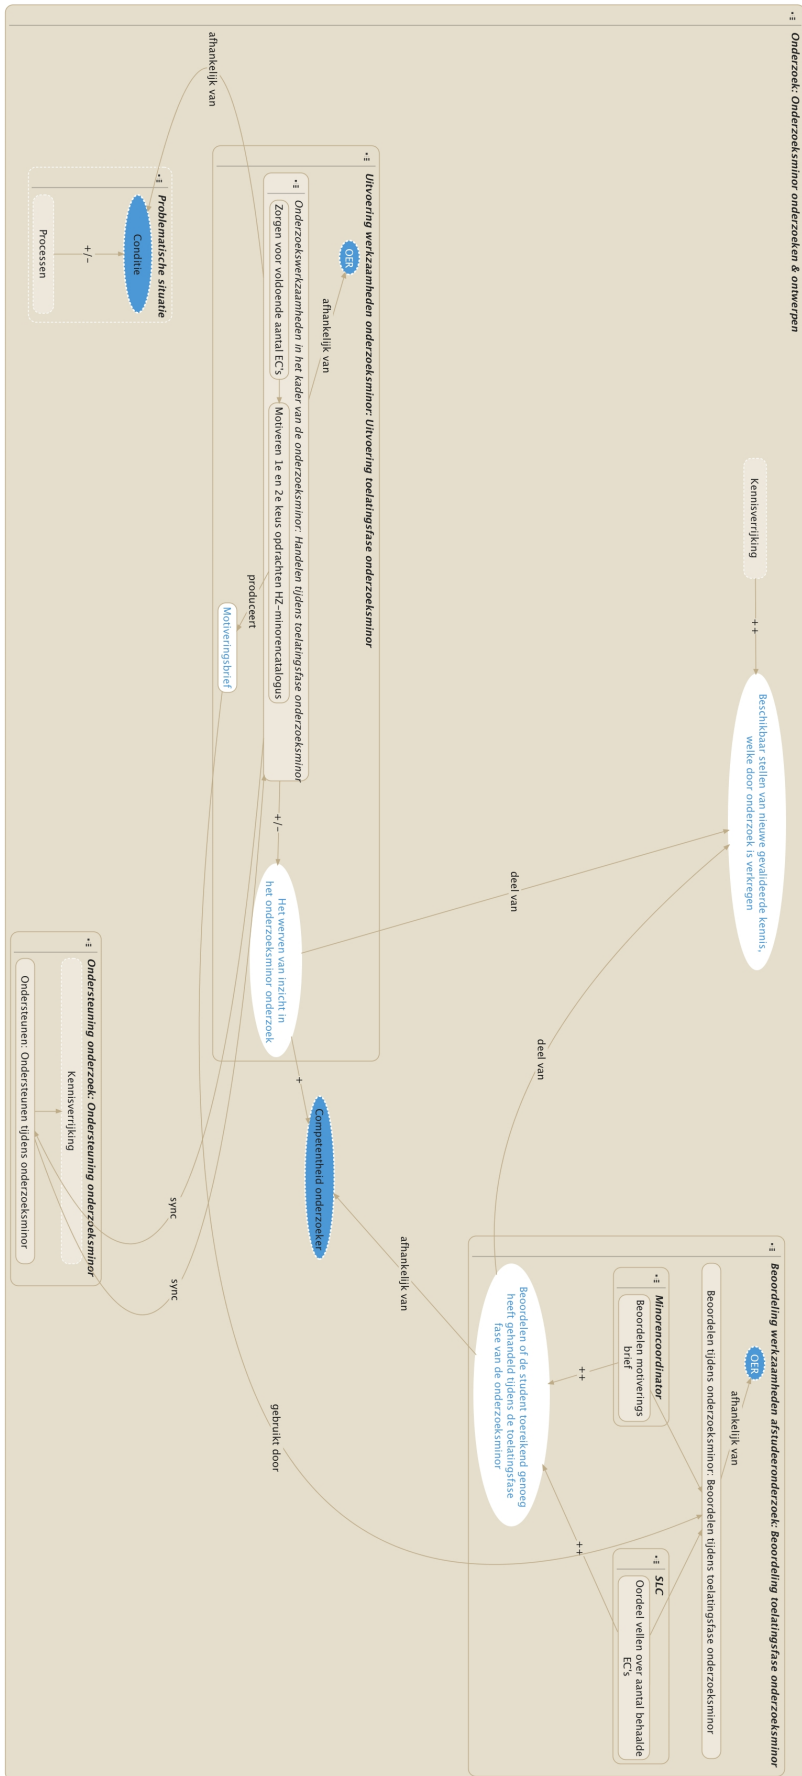 Onderzoek: Onderzoeksminor onderzoeken & ontwerpen
Kennisverrijking
++
Beschikbaar stellen van nieuwe gevalideerde kennis,
welke door onderzoek is verkregen
deel van
deel van
Beoordeling werkzaamheden afstudeeronderzoek: Beoordeling toelatingsfase onderzoeksminor
OER
afhankelijk van
Beoordelen tijdens onderzoeksminor: Beoordelen tijdens toelatingsfase onderzoeksminor
Minorencoordinator
Beoordelen motiverings
brief
SLC
Oordeel vellen over aantal behaalde
EC's
++
++
Beoordelen of de student toereikend genoeg
heeft gehandeld tijdens de toelatingsfase
fase van de onderzoeksminor
afhankelijk van
Uitvoering werkzaamheden onderzoeksminor: Uitvoering toelatingsfase onderzoeksminor
OER
afhankelijk van
Onderzoekswerkzaamheden in het kader van de onderzoeksminor: Handelen tijdens toelatingsfase onderzoeksminor
Zorgen voor voldoende aantal EC's
Motiveren 1e en 2e keus opdrachten HZ-minorencatalogus
+/-
Het werven van inzicht in
het onderzoeksminor onderzoek
+
Competentheid onderzoeker
produceert
Motiveringsbrief
gebruikt door
afhankelijk van
Problematische situatie
Conditie
+/-
Processen
sync
sync
Ondersteuning onderzoek: Ondersteuning onderzoeksminor
Kennisverrijking
Ondersteunen: Ondersteunen tijdens onderzoeksminor